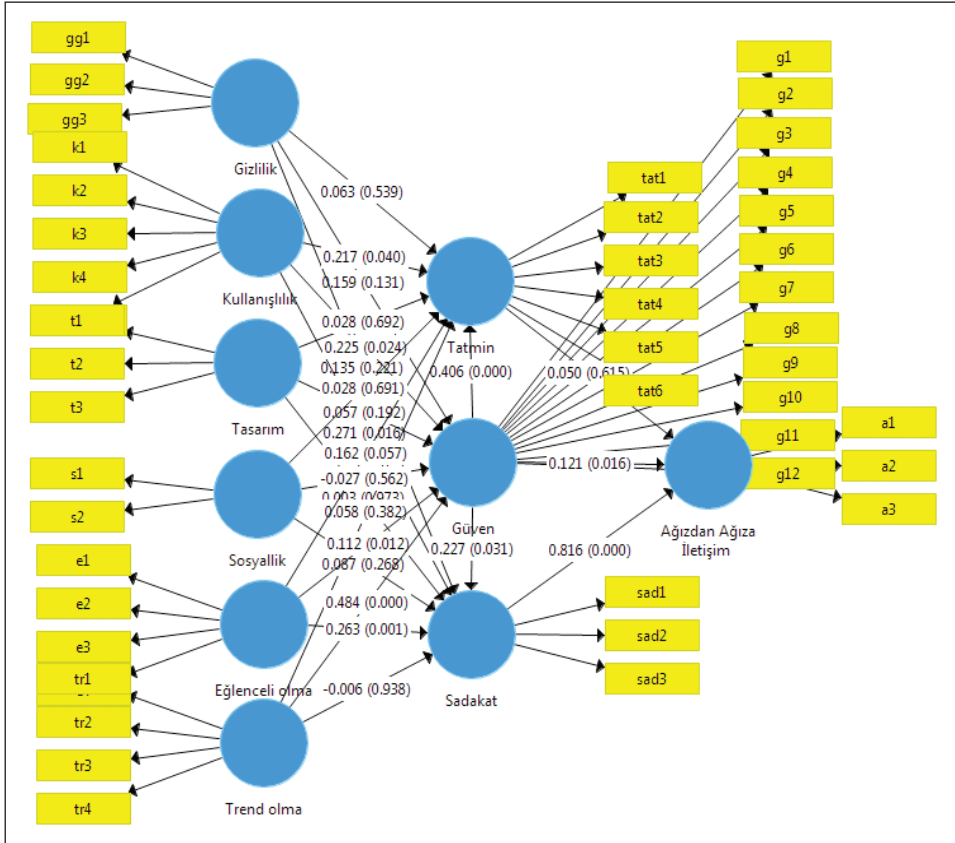 gg1
gg2
gg3
k1
k2
k3
k4
t1
t2
t3
s1
s2
e1
e2
e3
tr1
tr2
tr3
tr4
Gizlilik
Kullanışlılık
Tasarım
Sosyallik
Eğlenceli olma
Trend olma
0.063 (0.539)
0.217 (0.040)
0.159 (0.131)
0.028 (0.692)
0.225 (0.024)
0.135 (0.221)
0.028 (0.691)
0.057 (0.192)
0.271 (0.016)
0.162 (0.057)
-0.027 (0.562)
0.003 (0.973)
0.058 (0.382)
0.112 (0.012)
0.087 (0.268)
0.484 (0.000)
0.263 (0.001)
-0.006 (0.938)
Tatmin
0.406 (0.000)
0.050 (0.615)
Güven
0.121 (0.016)
0.227 (0.031)
0.816 (0.000)
Sadakat
tat1
tat2
tat3
tat4
tat5
tat6
g1
g2
g3
g4
g5
g6
g7
g8
g9
g10
g11
g12
Ağızdan Ağıza
İletişim
a1
a2
a3
sad1
sad2
sad3